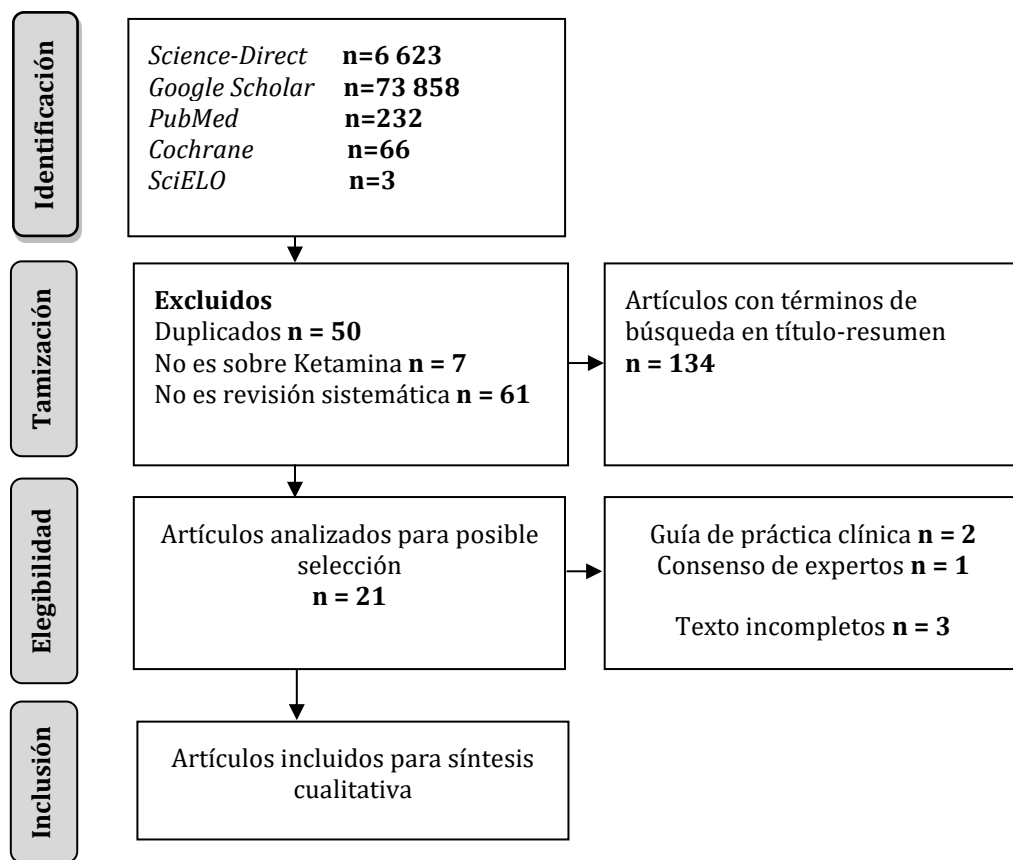 Identificación
Science-Direct n=6 623
Google Scholar n=73 858
PubMed n=232
Cochrane n=66
SciELO n=3
Tamización
Excluidos
Duplicados n = 50
No es sobre Ketamina n = 7
No es revisión sistemática n = 61
Artículos con términos de
búsqueda en título-resumen
n = 134
Elegibilidad
Artículos analizados para posible
selección
n = 21
Guía de práctica clínica n = 2
Consenso de expertos n = 1
Texto incompletos n = 3
Inclusión
Artículos incluidos para síntesis
cualitativa